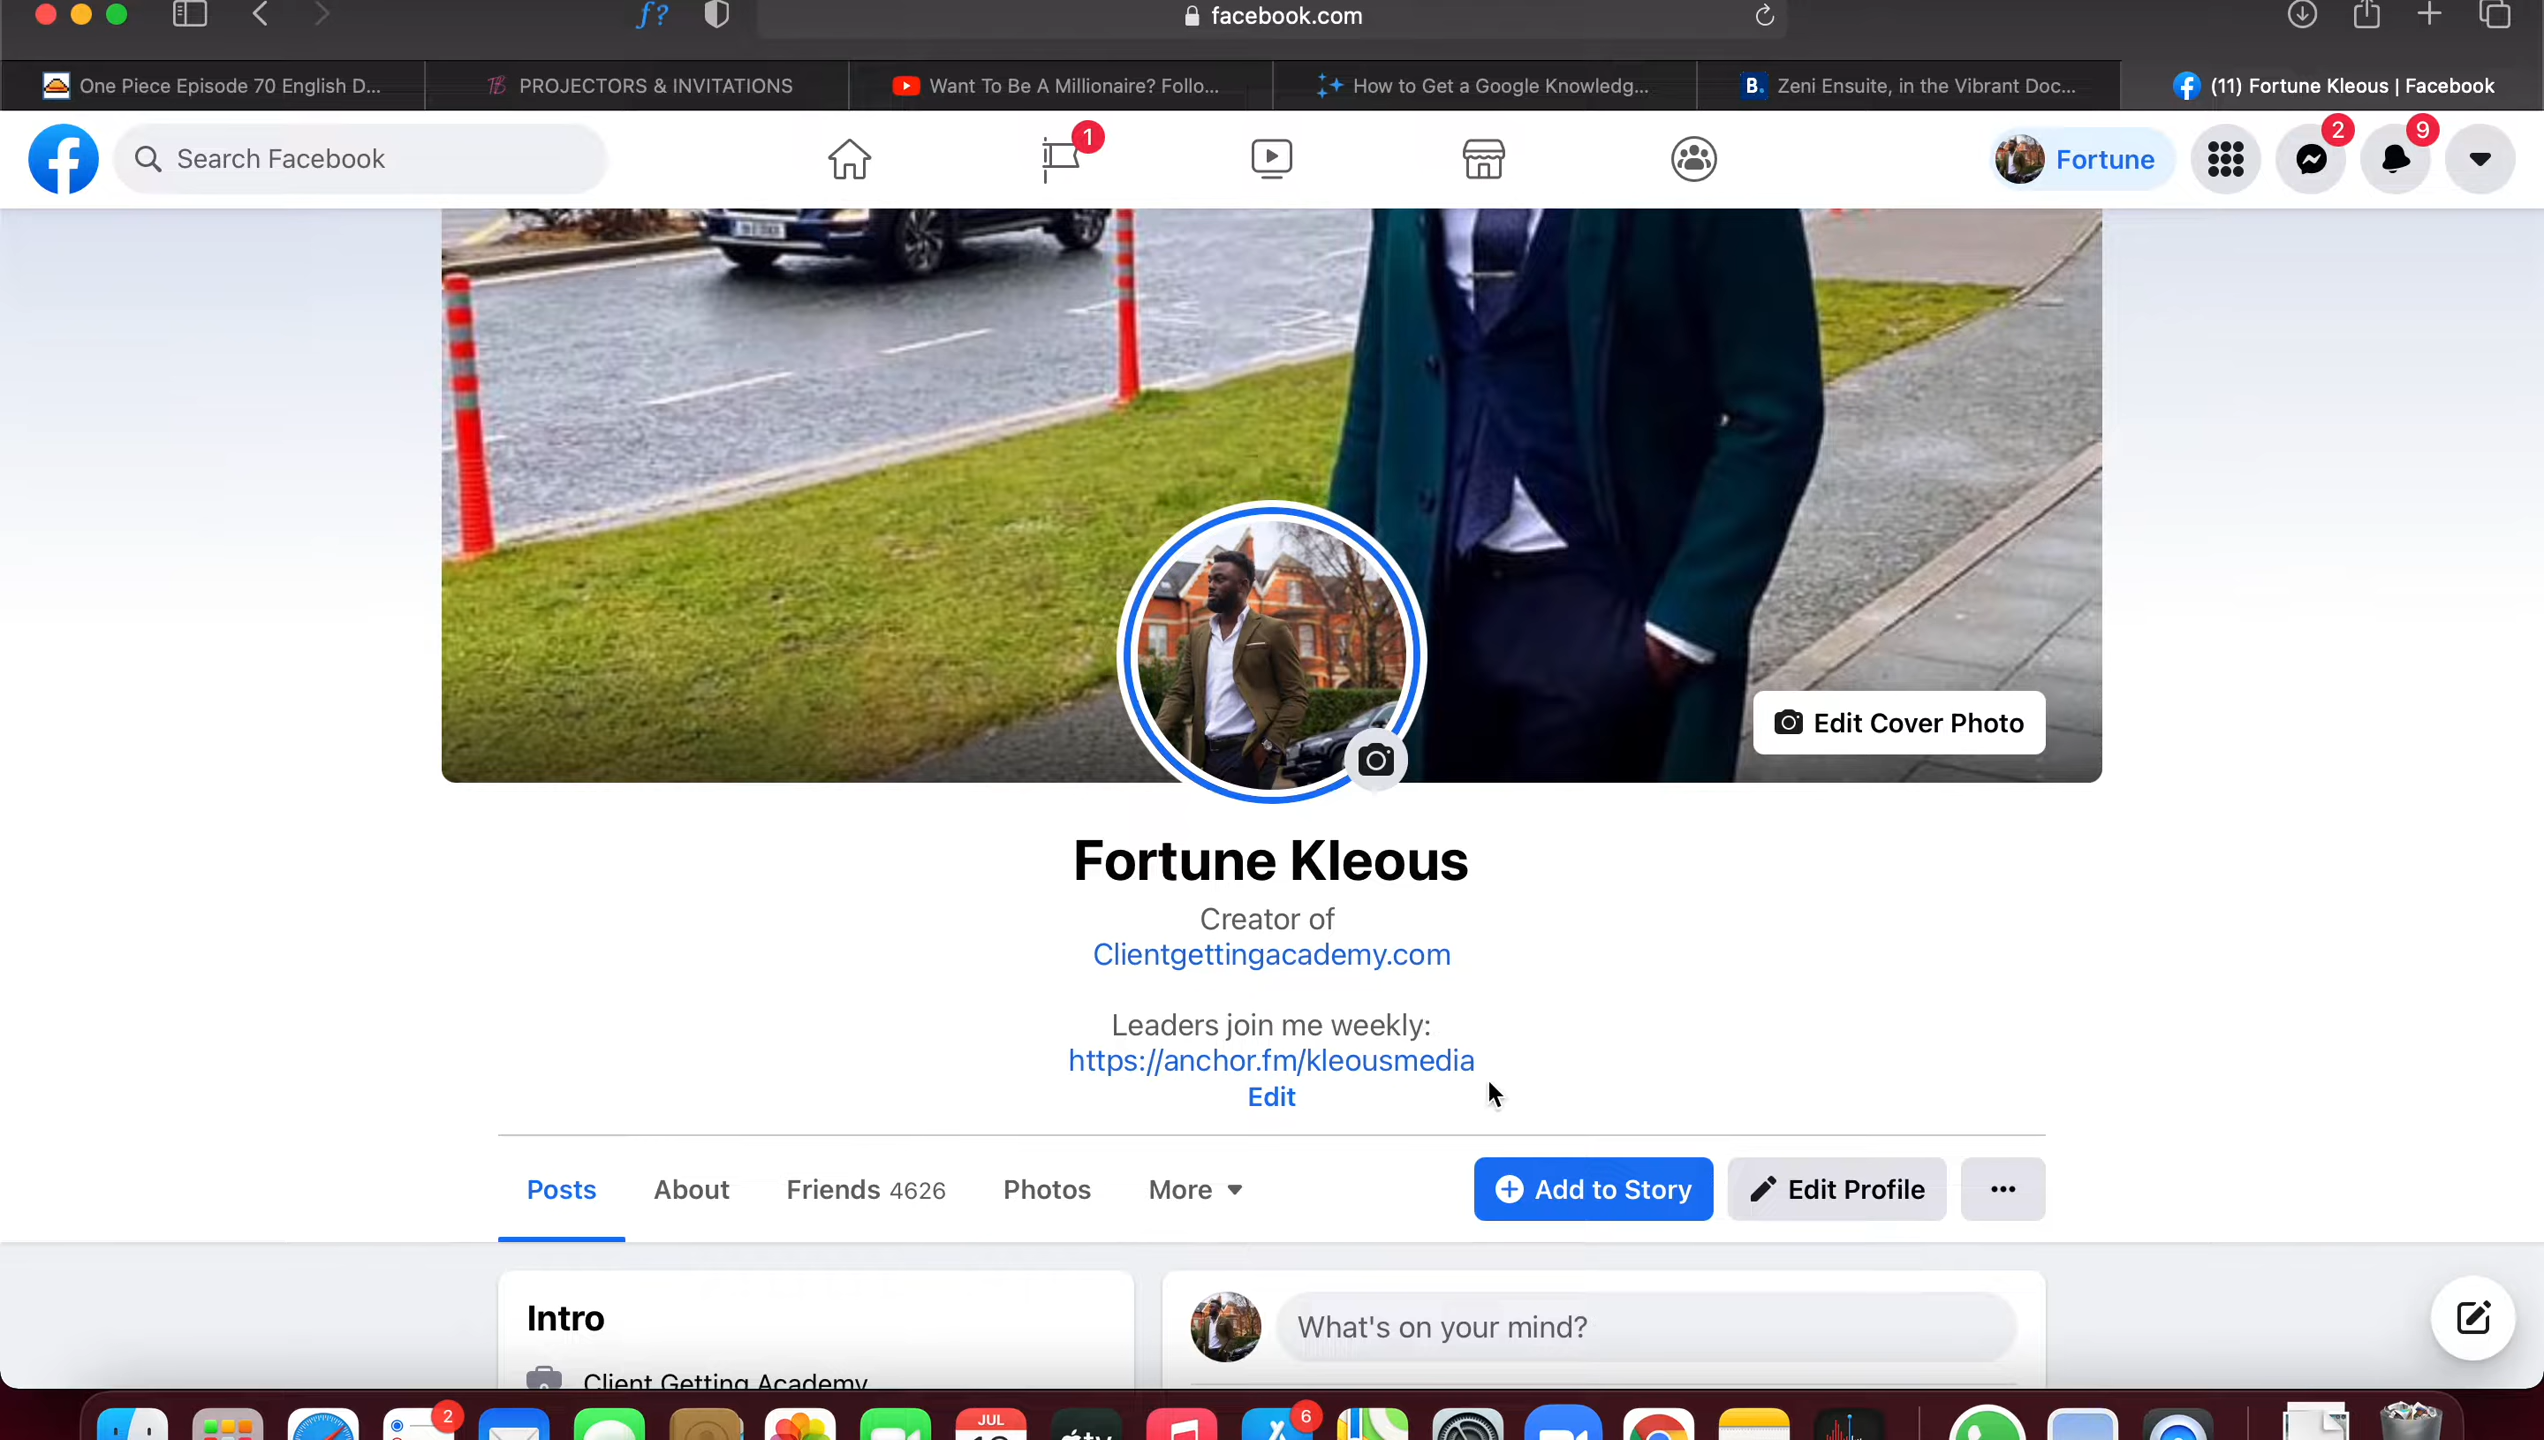 facebook.com
One Piece Episode 70 English D...
PROJECTORS & INVITATIONS
Want To Be A Millionaire? Follo...
How to Get a Google Knowledg...
B. Zeni Ensuite, in the Vibrant Doc...
(11) Fortune Kleous | Facebook
Search Facebook
1
Fortune
2
9
Edit Cover Photo
Fortune Kleous
Creator of
Clientgettingacademy.com
Leaders join me weekly:
https://anchor.fm/kleousmedia
Edit
Posts
About
Friends 4626
Photos
More
Add to Story
Edit Profile
Intro
What's on your mind?
Client Getting Academy
2
JUL
6